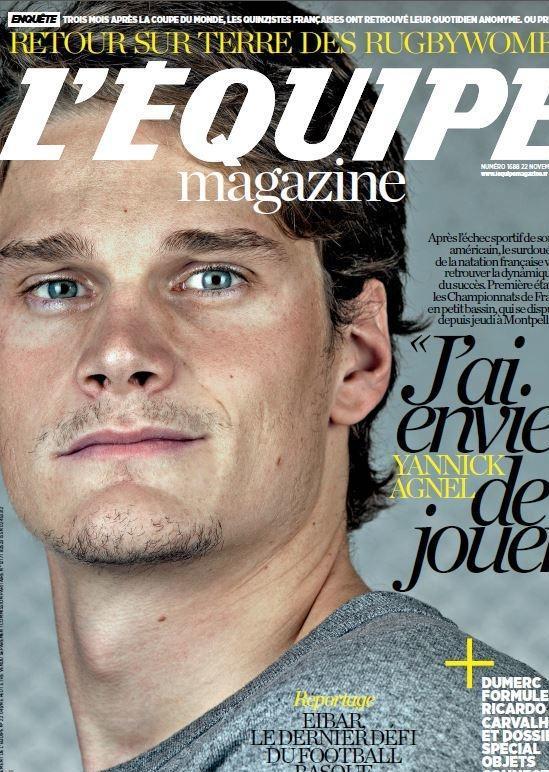 ENQUÊTE TROIS MOIS APRÈS LA COUPE DU MONDE, LES QUINZISTES FRANÇAISES ONT RETROUVÉ LEUR QUOTIDIEN ANONYME. OU PR
RETOUR SUR TERRE DES RUGBYWOME
L'ÉQUIPE
magazine
NUMÉRO 1688 22 NOVEM
www.lequipemagazine.fr
Après l'échec sportif de so
américain, le surdoué
de la natation française v
retrouver la dynamiqu
du succès. Première éta
les Championnats de Fra
en petit bassin, qui se disp
depuis jeudi à Montpell
«J'ai
envie
de
jouer
YANNICK
AGNEL
+
DUMERC
FORMULE
RICARDO
CARVALH
ET DOSSI
SPÉCIAL
OBJETS
Reportage
EIBAR,
LE DERNIER DÉFI
DU FOOTBALL
BASQUE